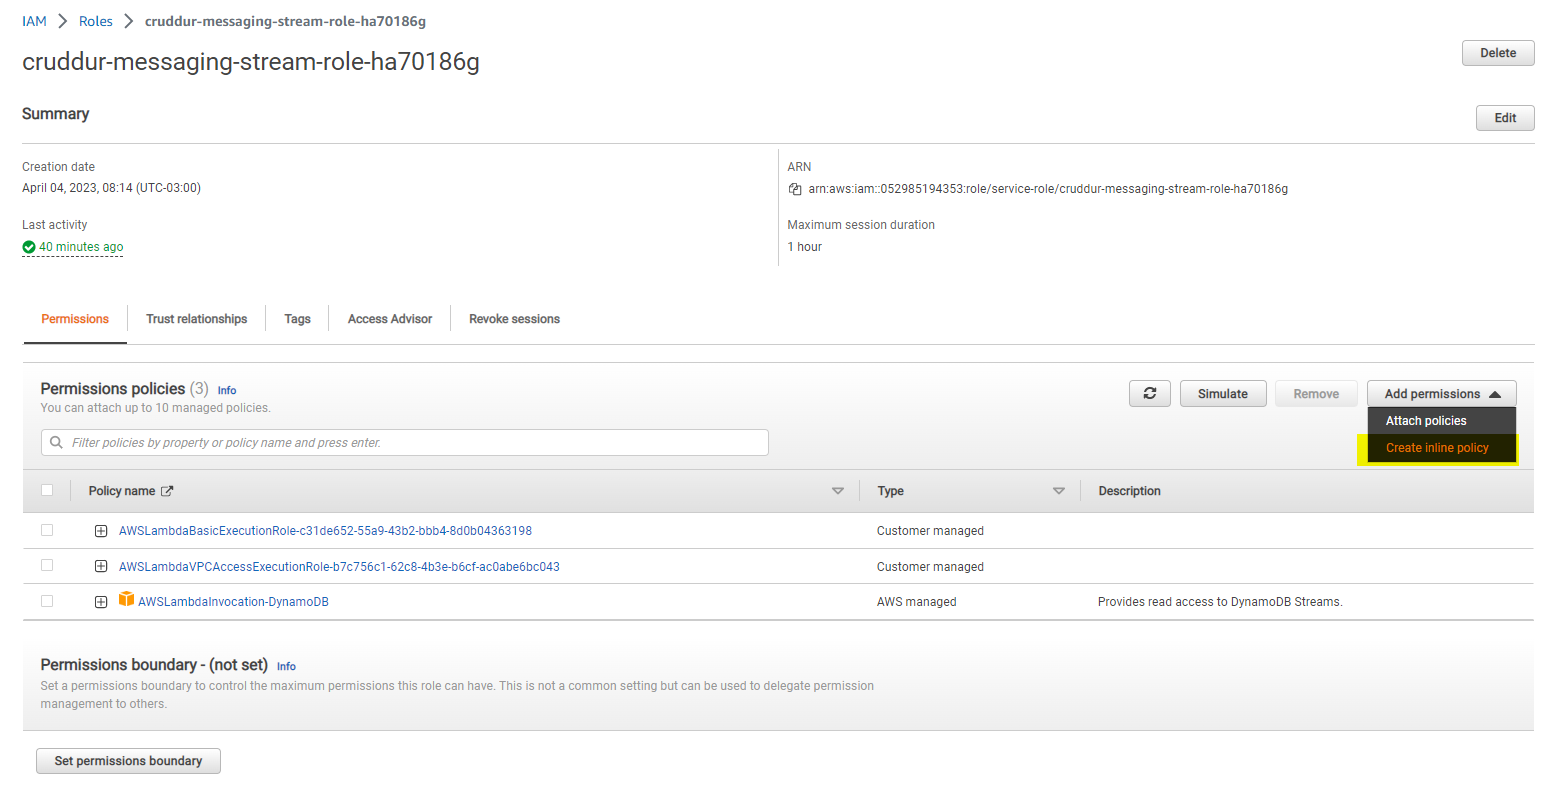 IAM > Roles > cruddur-messaging-stream-role-ha70186g
cruddur-messaging-stream-role-ha70186g
Delete
Summary
Edit
Creation date
April 04, 2023, 08:14 (UTC-03:00)
ARN
arn:aws:iam::052985194353:role/service-role/cruddur-messaging-stream-role-ha70186g
Last activity
40 minutes ago
Maximum session duration
1 hour
Permissions Trust relationships Tags Access Advisor Revoke sessions
Permissions policies (3) Info
You can attach up to 10 managed policies.
Simulate Remove Add permissions
Attach policies
Create inline policy
Filter policies by property or policy name and press enter.
Policy name Type Description
AWSLambdaBasicExecutionRole-c31de652-55a9-43b2-bbb4-8d0b04363198 Customer managed
AWSLambdaVPCAccessExecutionRole-b7c756c1-62c8-4b3e-b6cf-ac0abe6bc043 Customer managed
AWSLambdaInvocation-DynamoDB AWS managed Provides read access to DynamoDB Streams.
Permissions boundary - (not set) Info
Set a permissions boundary to control the maximum permissions this role can have. This is not a common setting but can be used to delegate permission
management to others.
Set permissions boundary